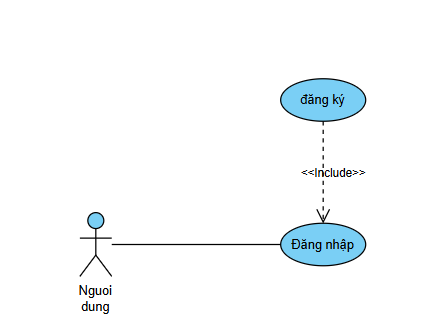 đăng ký
<<Include>>
Đăng nhập
Nguoi
dung